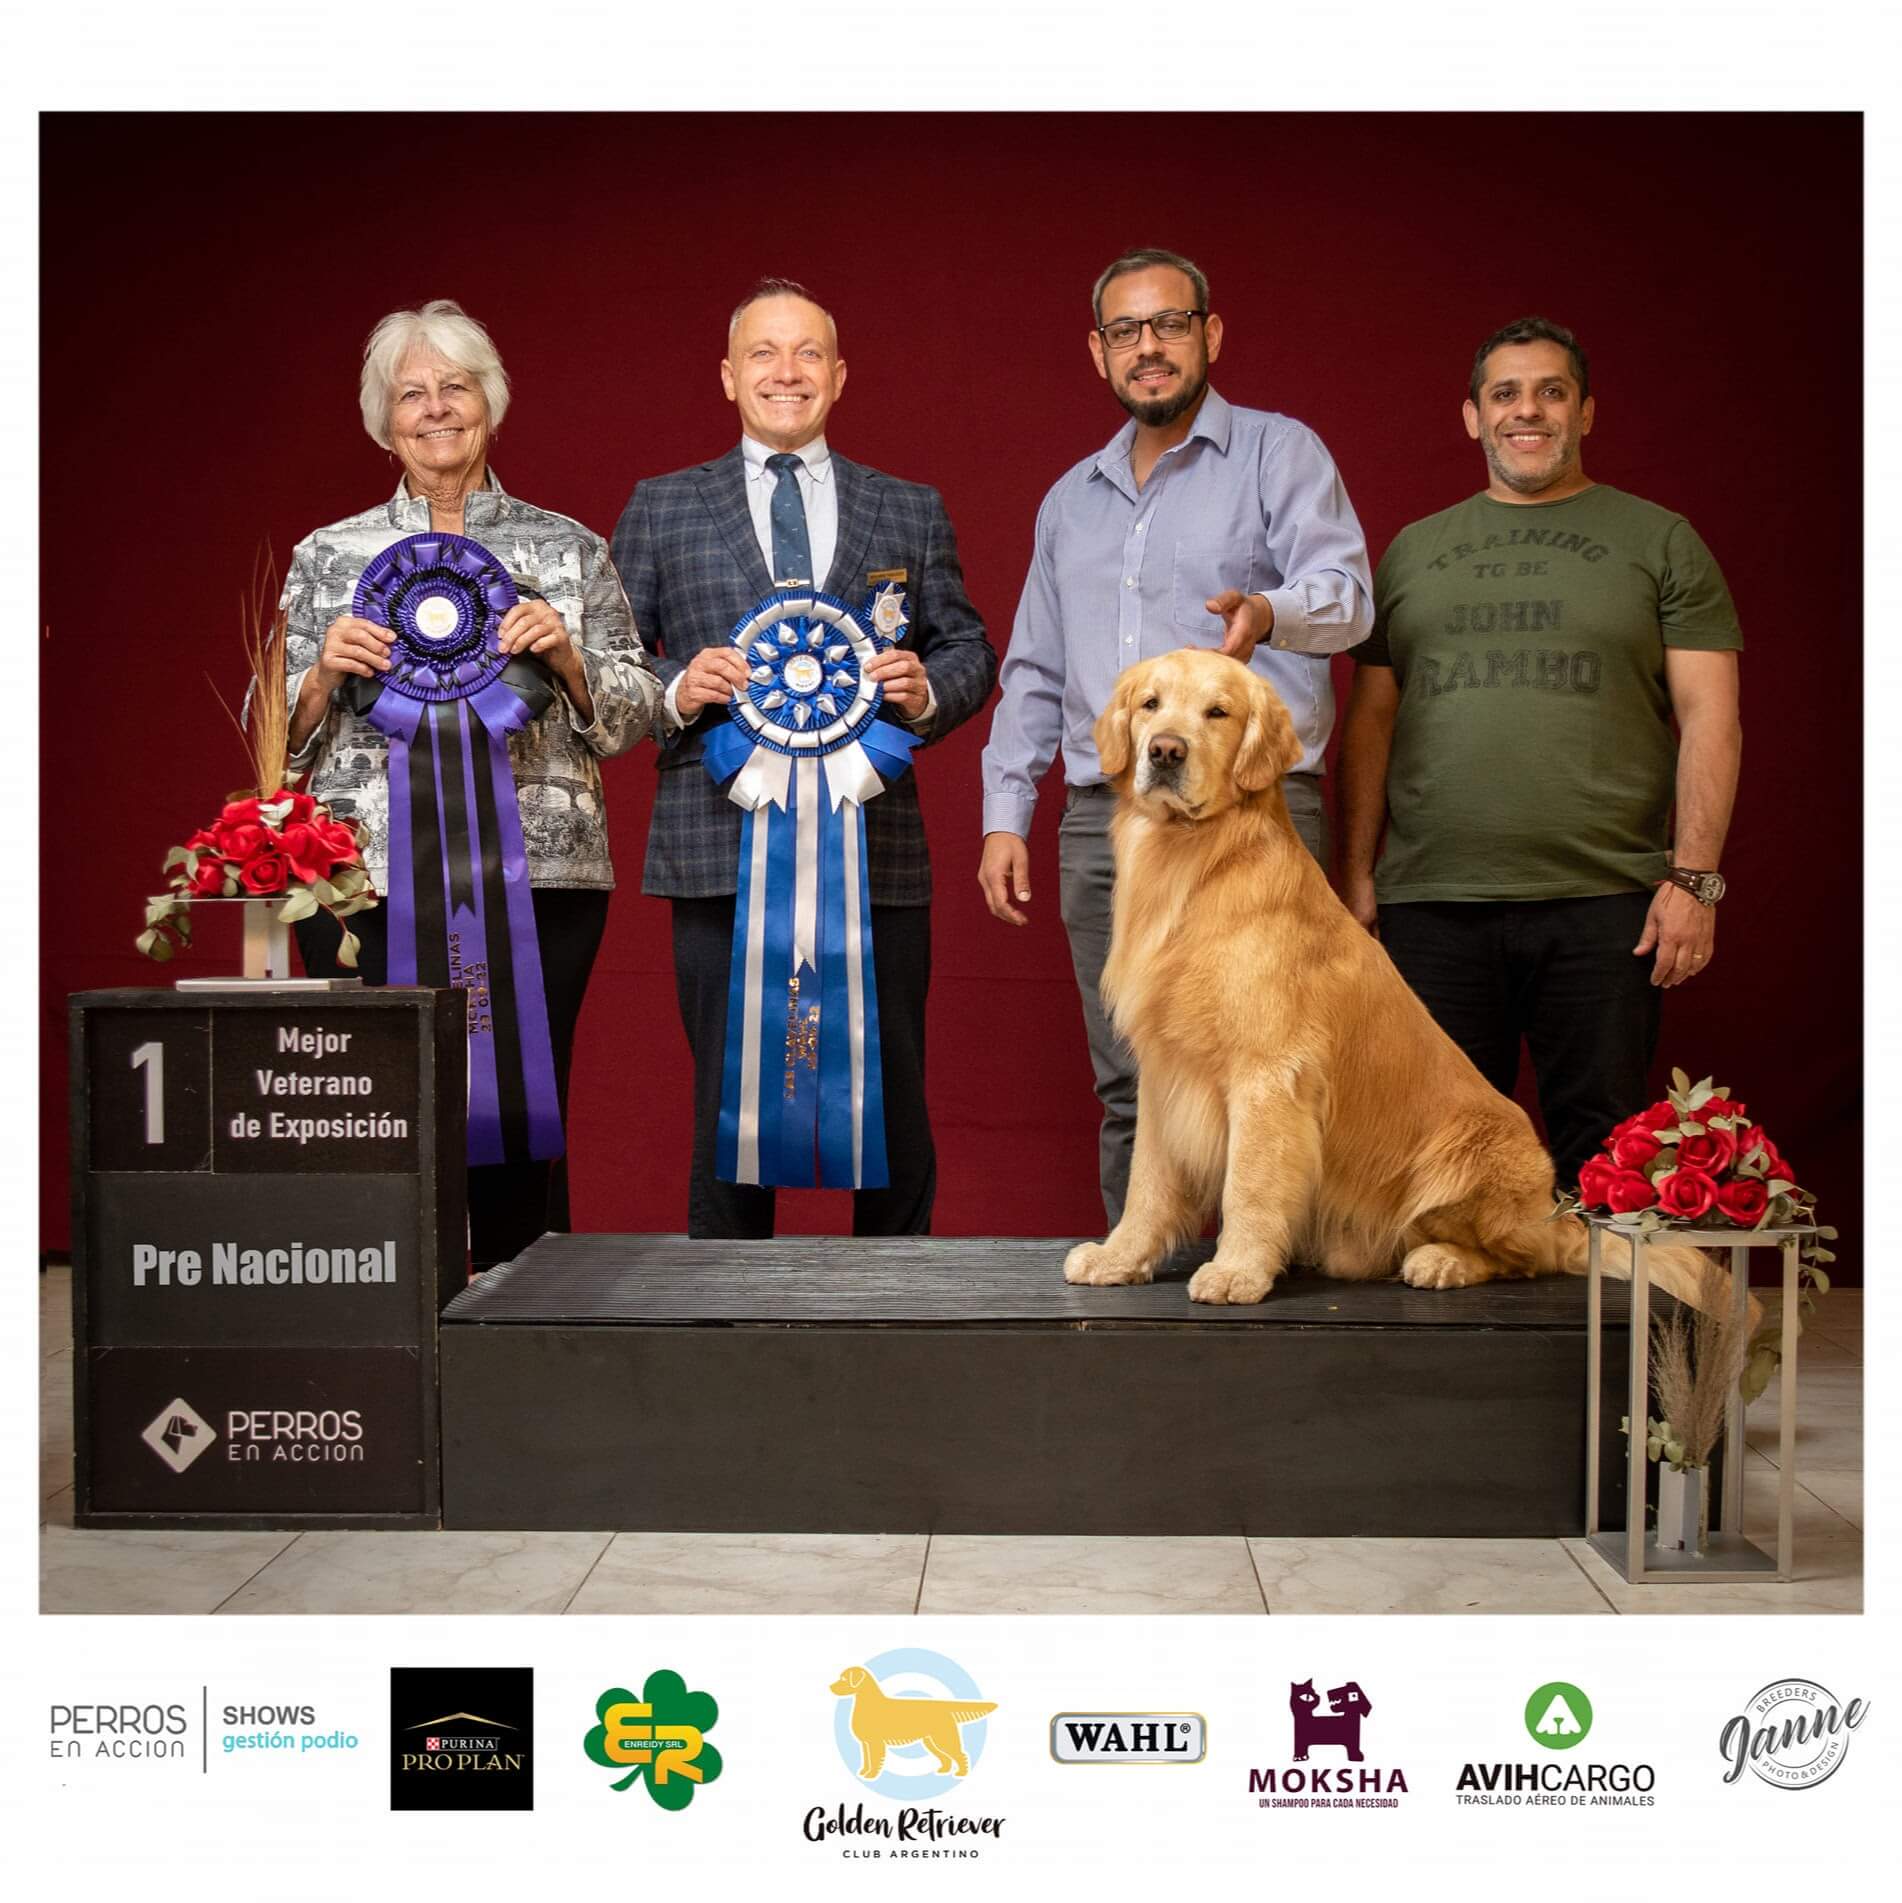 TRAINING
TO BE
JOHN
RAMBO
1
Mejor
Veterano
de Exposición
Pre Nacional
PERROS
EN ACCION
PERROS
EN ACCION
SHOWS
gestión podio
PURINA
PRO PLAN
ER
ENREIDY SRL
Golden Retriever
CLUB ARGENTINO
WAHL®
MOKSHA
UN SHAMPOO PARA CADA NECESIDAD
AVIHCARGO
TRASLADO AÉREO DE ANIMALES
BREEDERS
Janne
PHOTO & DESIGN